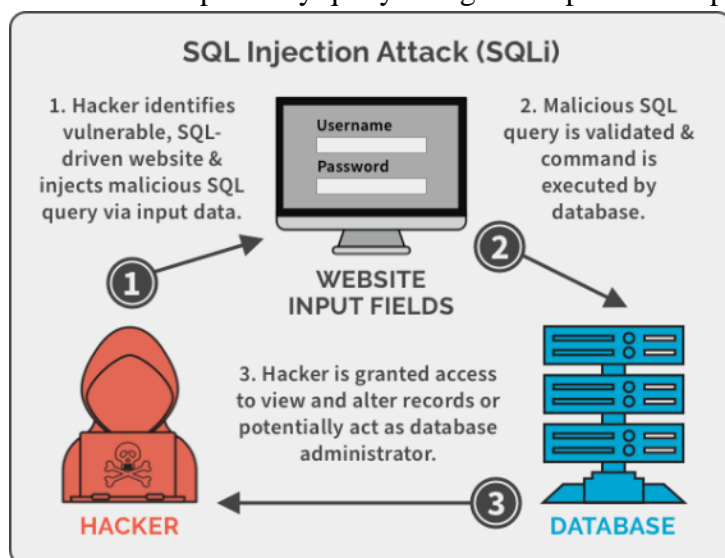 SQL Injection Attack (SQLi)
1. Hacker identifies
vulnerable, SQL-
driven website &
injects malicious SQL
query via input data.
Username
Password
2. Malicious SQL
query is validated &
command is
executed by
database.
1
2
WEBSITE
INPUT FIELDS
3. Hacker is granted access
to view and alter records or
potentially act as database
administrator.
3
HACKER
DATABASE